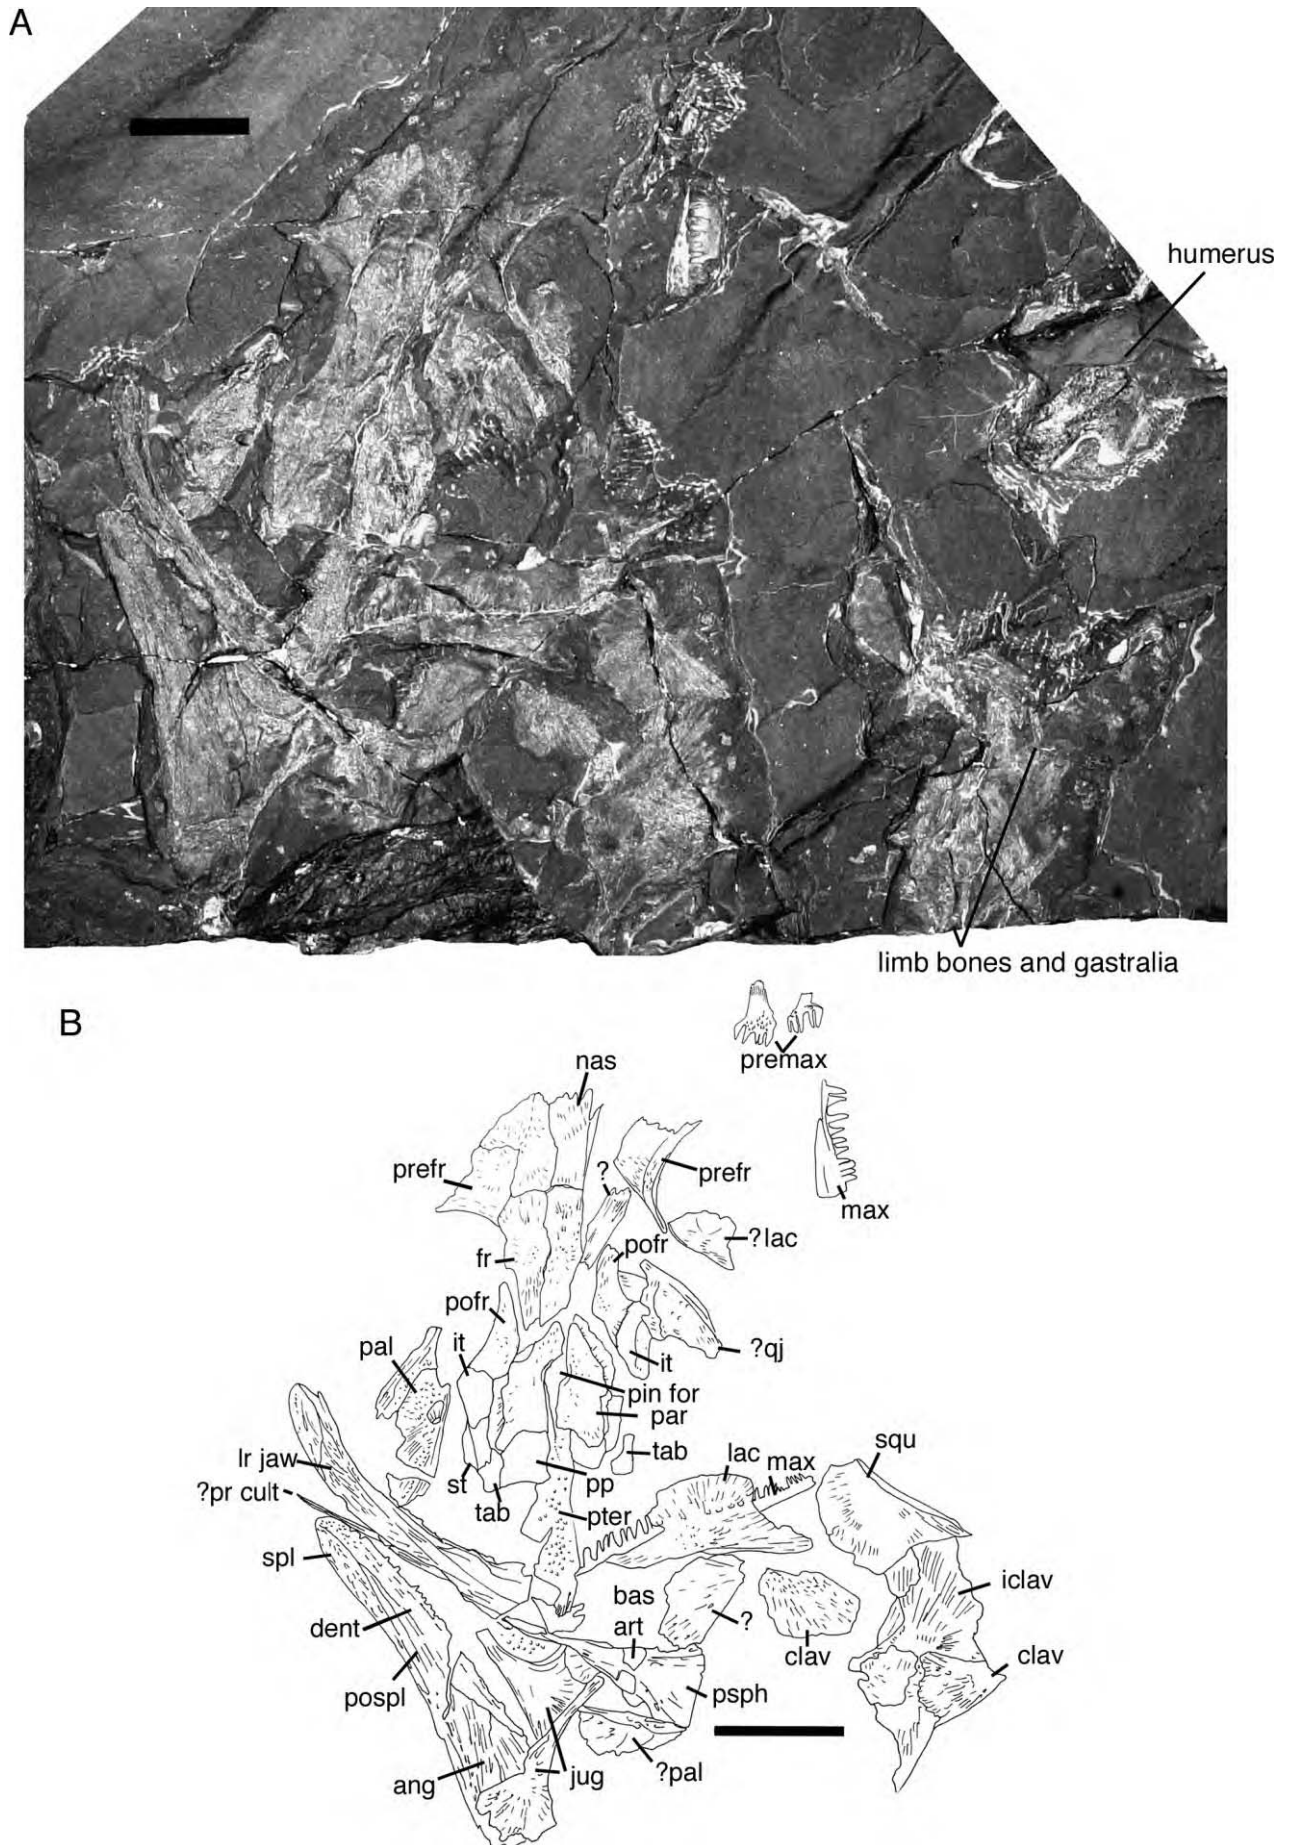 A
humerus
limb bones and gastralia
B
premax
nas
prefr
?
prefr
max
?lac
fr
pofr
pofr
it
pal
?qj
it
pin for
par
lr jaw
st
tab
pp
tab
lac
max
squ
?pr cult
pter
spl
bas
art
?
iclav
dent
clav
clav
pospl
psph
ang
jug
?pal